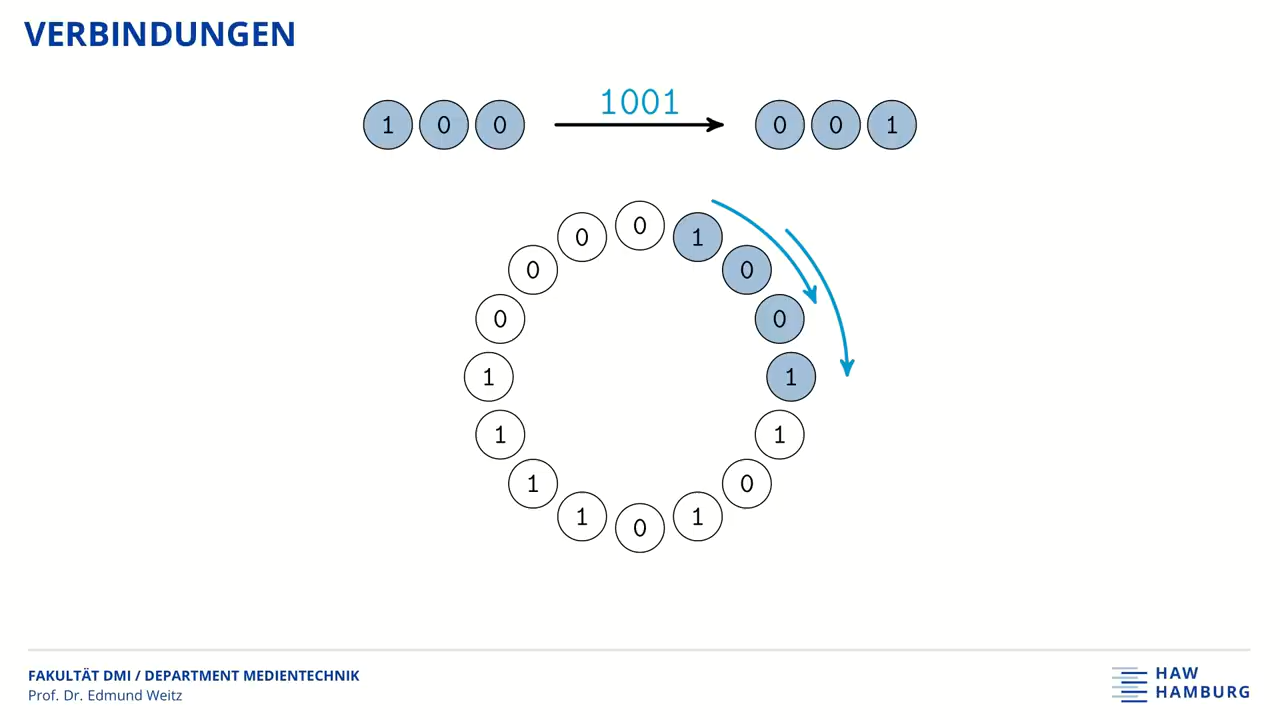 VERBINDUNGEN
1001
1 0 0 0 0 1
0
0 1
0 0
0 0
1 1
1 1
1 0
1 1
0
FAKULTÄT DMI / DEPARTMENT MEDIENTECHNIK
Prof. Dr. Edmund Weitz
HAW
HAMBURG